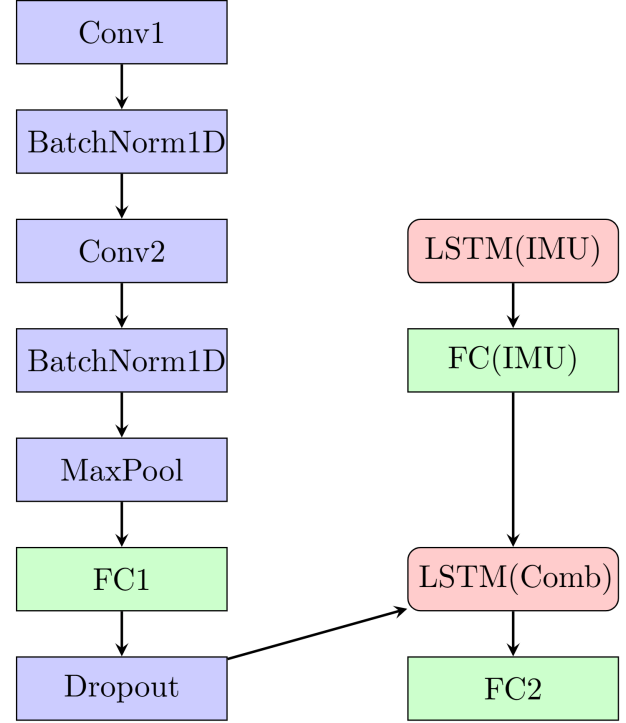 Conv1
BatchNorm1D
Conv2
BatchNorm1D
MaxPool
FC1
Dropout
LSTM(IMU)
FC(IMU)
LSTM(Comb)
FC2